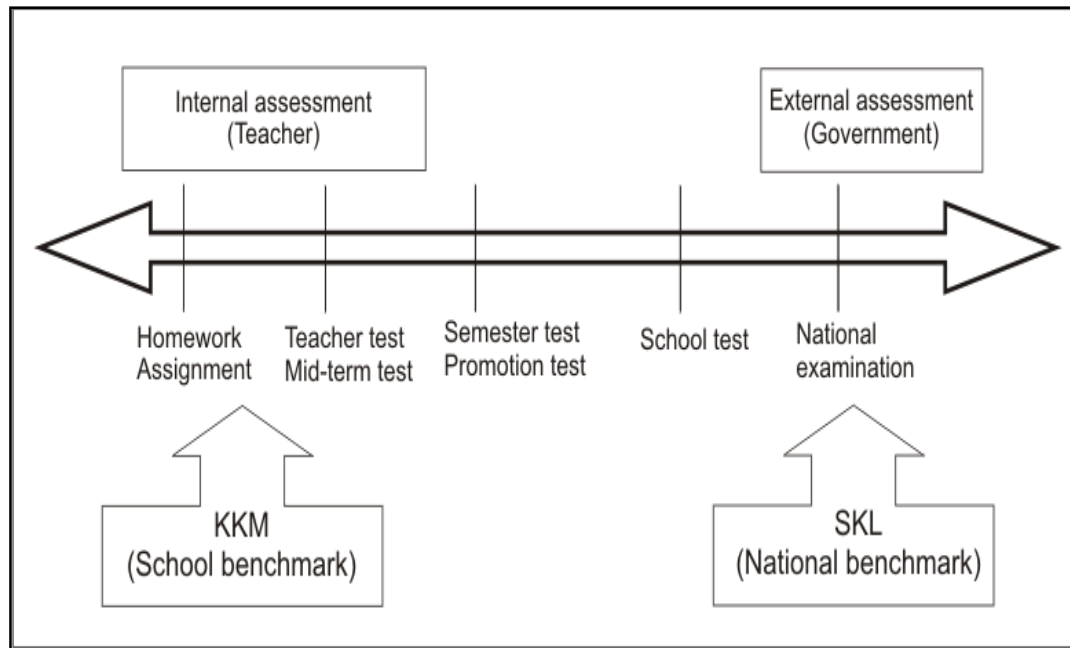 Internal assessment
(Teacher)
External assessment
(Government)
Homework
Assignment
Teacher test
Mid-term test
Semester test
Promotion test
School test
National
examination
KKM
(School benchmark)
SKL
(National benchmark)